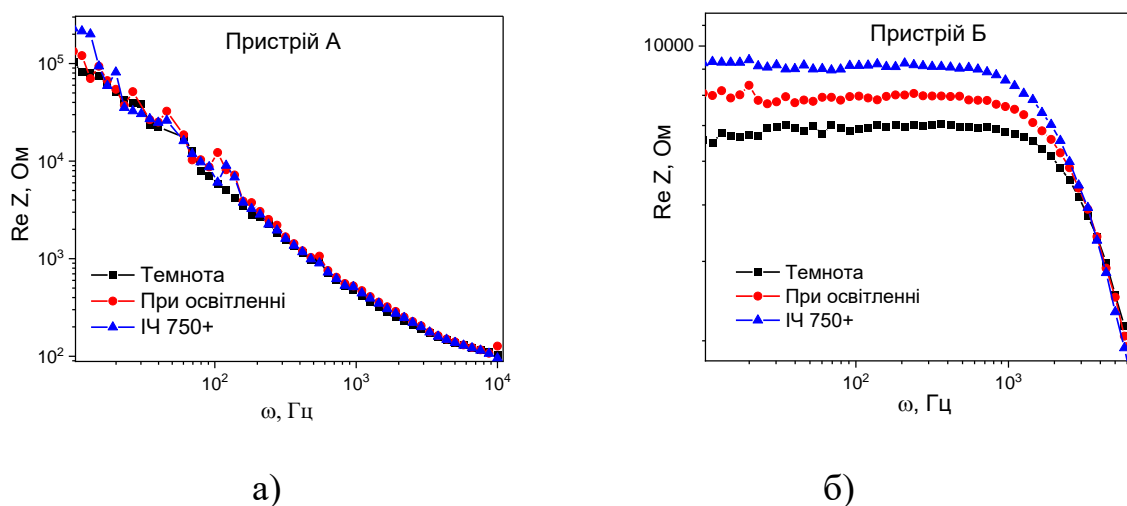 Пристрій А
Re Z, Ом
10⁵
10⁴
10³
10²
Темнота
При освітленні
ІЧ 750+
10² 10³ 10⁴
ω, Гц
а)
Пристрій Б
Re Z, Ом
10000
Темнота
При освітленні
ІЧ 750+
10² 10³
ω, Гц
б)